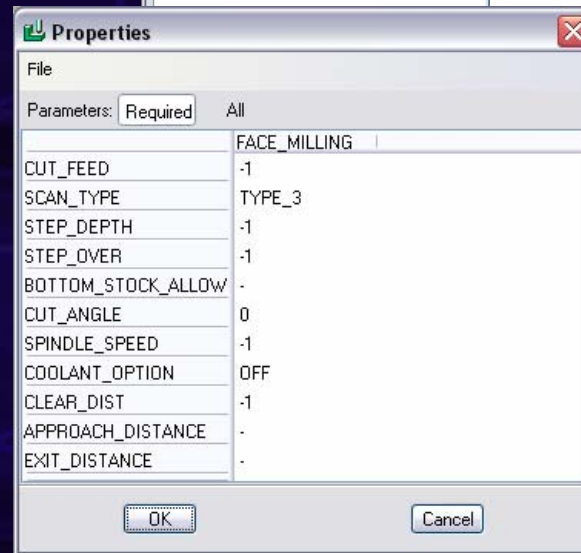 Properties
File
Parameters: Required All
FACE_MILLING
CUT_FEED -1
SCAN_TYPE TYPE_3
STEP_DEPTH -1
STEP_OVER -1
BOTTOM_STOCK_ALLOW -
CUT_ANGLE 0
SPINDLE_SPEED -1
COOLANT_OPTION OFF
CLEAR_DIST -1
APPROACH_DISTANCE -
EXIT_DISTANCE -
OK Cancel